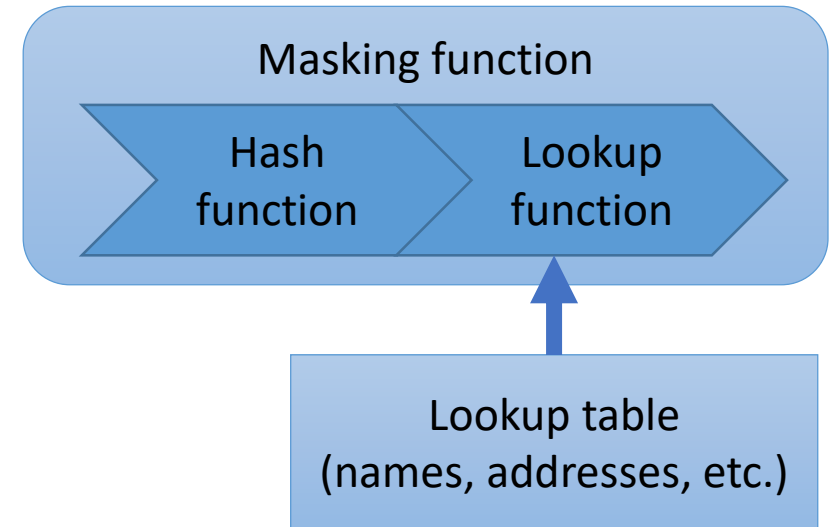 Masking function
Hash
function
Lookup
function
Lookup table
(names, addresses, etc.)